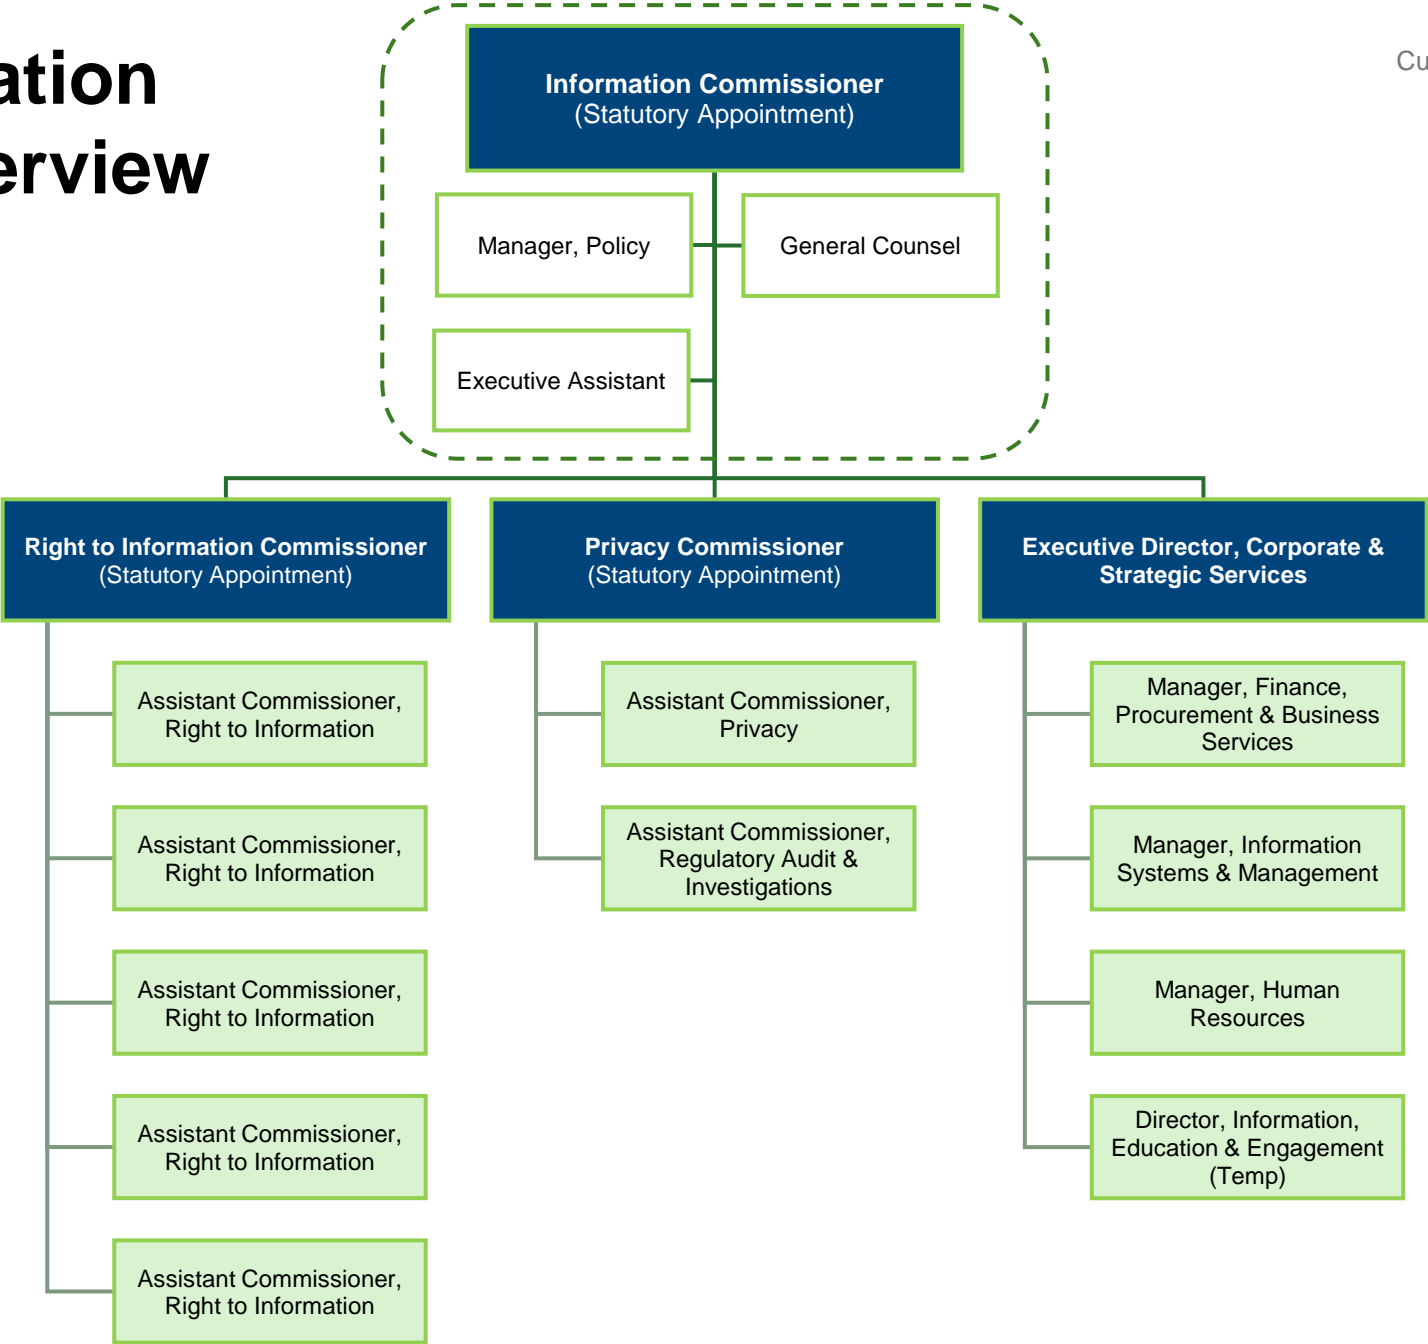 ation
erview
Cu
Information Commissioner
(Statutory Appointment)
Manager, Policy
General Counsel
Executive Assistant
Right to Information Commissioner
(Statutory Appointment)
Privacy Commissioner
(Statutory Appointment)
Executive Director, Corporate &
Strategic Services
Assistant Commissioner,
Right to Information
Assistant Commissioner,
Right to Information
Assistant Commissioner,
Right to Information
Assistant Commissioner,
Right to Information
Assistant Commissioner,
Right to Information
Assistant Commissioner,
Privacy
Assistant Commissioner,
Regulatory Audit &
Investigations
Manager, Finance,
Procurement & Business
Services
Manager, Information
Systems & Management
Manager, Human
Resources
Director, Information,
Education & Engagement
(Temp)